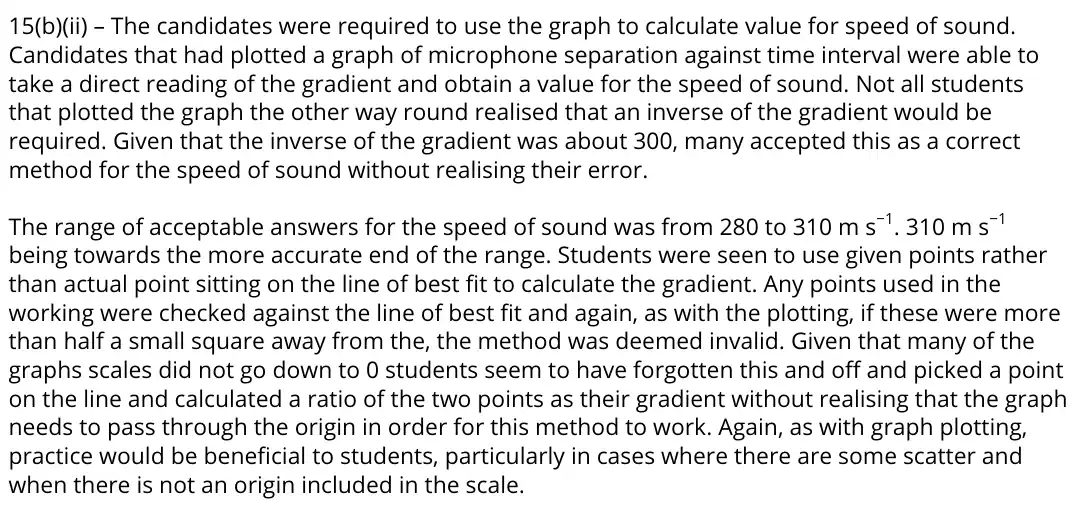 15(b)(ii) – The candidates were required to use the graph to calculate value for speed of sound.
Candidates that had plotted a graph of microphone separation against time interval were able to
take a direct reading of the gradient and obtain a value for the speed of sound. Not all students
that plotted the graph the other way round realised that an inverse of the gradient would be
required. Given that the inverse of the gradient was about 300, many accepted this as a correct
method for the speed of sound without realising their error.
The range of acceptable answers for the speed of sound was from 280 to 310 m s⁻¹. 310 m s⁻¹
being towards the more accurate end of the range. Students were seen to use given points rather
than actual point sitting on the line of best fit to calculate the gradient. Any points used in the
working were checked against the line of best fit and again, as with the plotting, if these were more
than half a small square away from the, the method was deemed invalid. Given that many of the
graphs scales did not go down to 0 students seem to have forgotten this and off and picked a point
on the line and calculated a ratio of the two points as their gradient without realising that the graph
needs to pass through the origin in order for this method to work. Again, as with graph plotting,
practice would be beneficial to students, particularly in cases where there are some scatter and
when there is not an origin included in the scale.